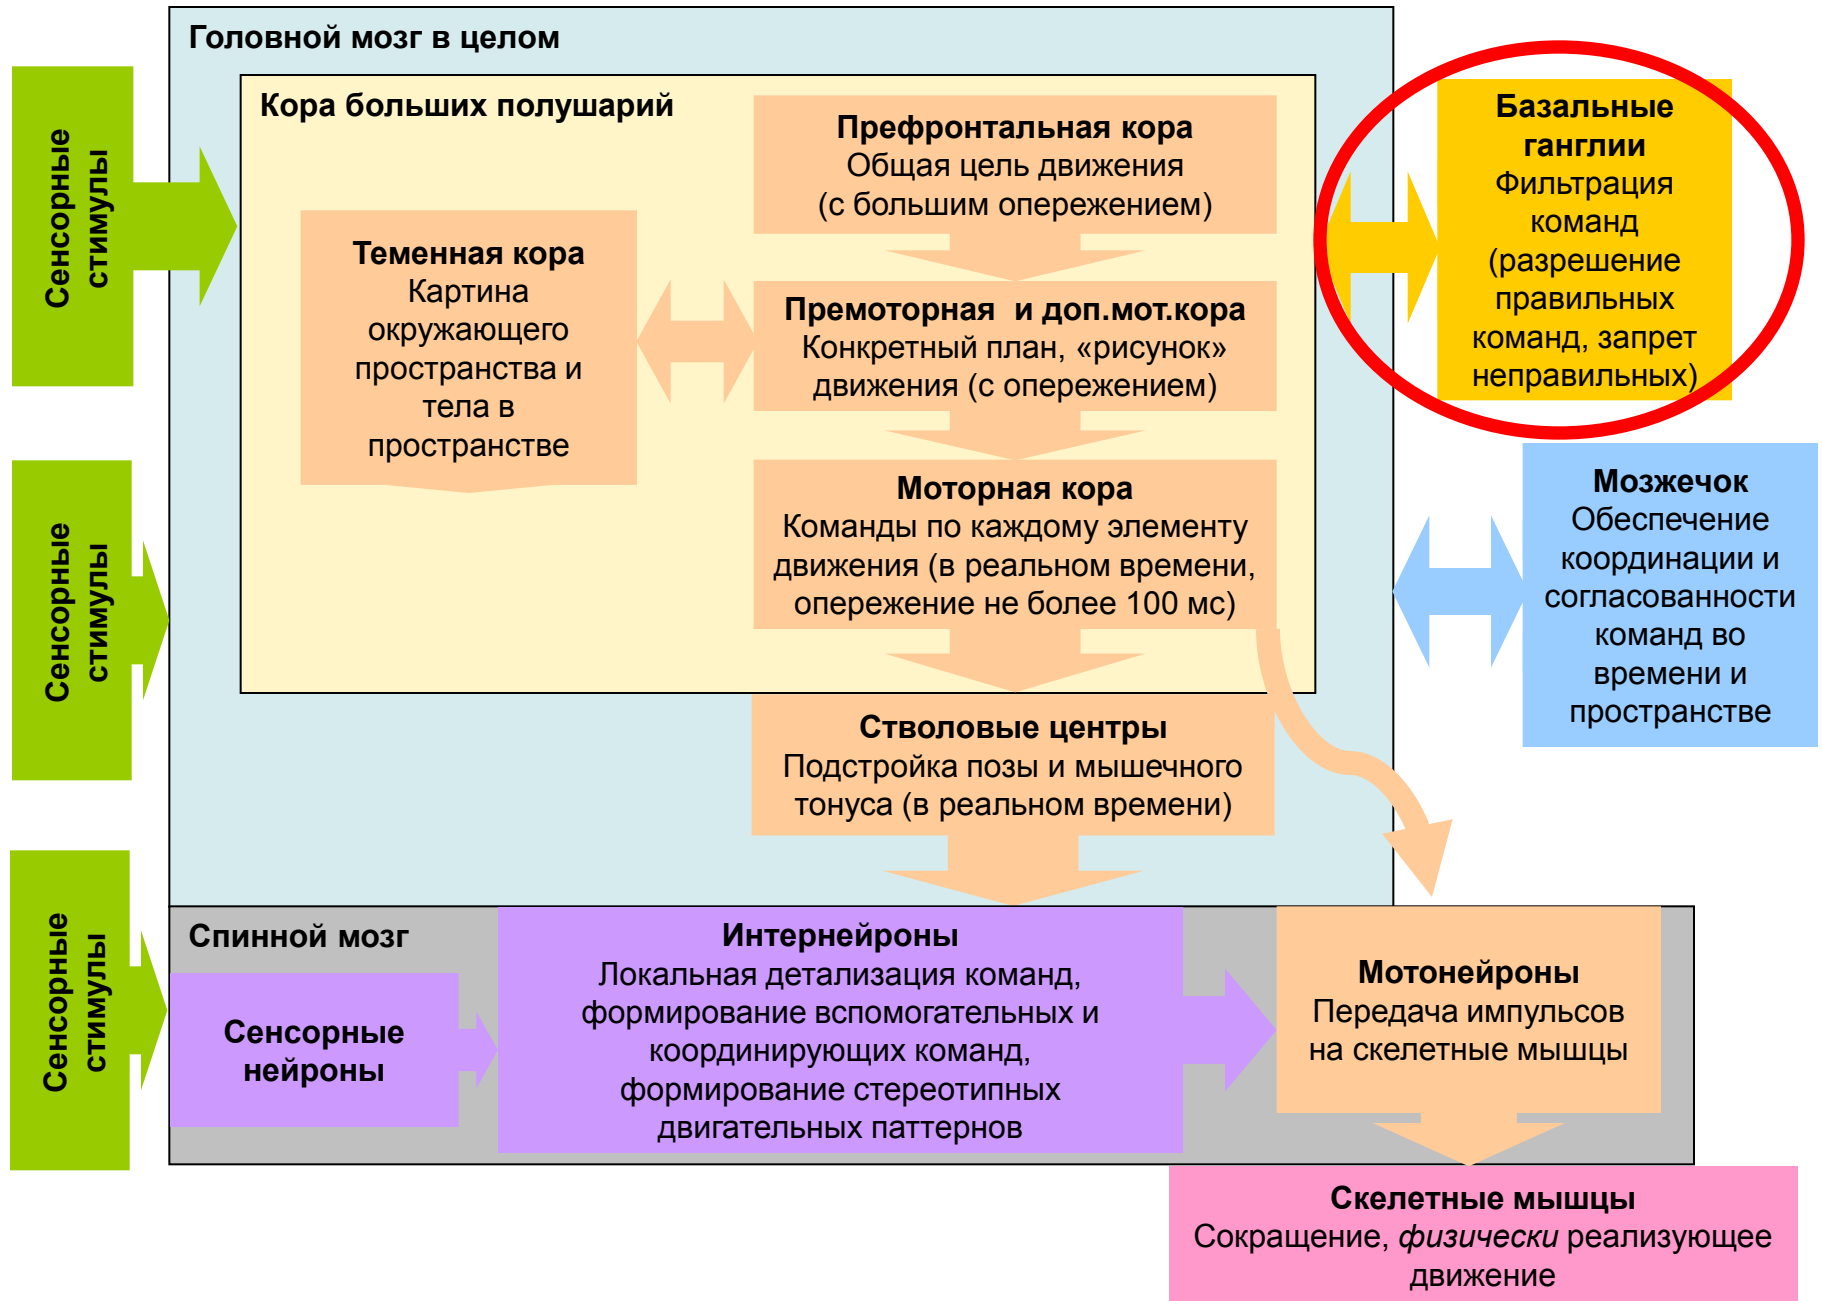 Головной мозг в целом
Сенсорные
стимулы
Кора больших полушарий
Префронтальная кора
Общая цель движения
(с большим опережением)
Базальные
ганглии
Фильтрация
команд
(разрешение
правильных
команд, запрет
неправильных)
Теменная кора
Картина
окружающего
пространства и
тела в
пространстве
Премоторная и доп.мот.кора
Конкретный план, «рисунок»
движения (с опережением)
Сенсорные
стимулы
Моторная кора
Команды по каждому элементу
движения (в реальном времени,
опережение не более 100 мс)
Мозжечок
Обеспечение
координации и
согласованности
команд во
времени и
пространстве
Стволовые центры
Подстройка позы и мышечного
тонуса (в реальном времени)
Сенсорные
стимулы
Спинной мозг
Сенсорные
нейроны
Интернейроны
Локальная детализация команд,
формирование вспомогательных и
координирующих команд,
формирование стереотипных
двигательных паттернов
Мотонейроны
Передача импульсов
на скелетные мышцы
Скелетные мышцы
Сокращение, физически реализующее
движение